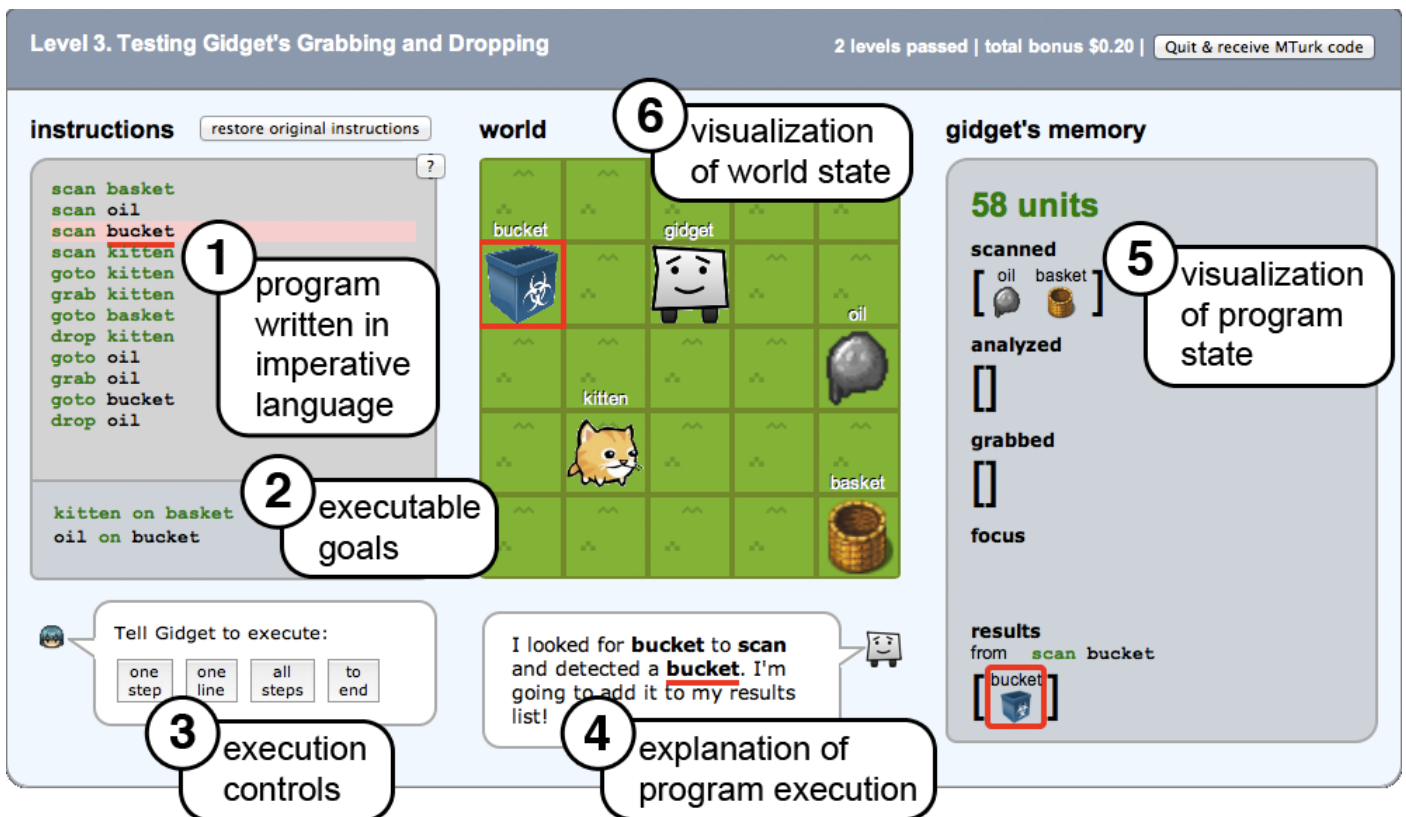 Level 3. Testing Gidget's Grabbing and Dropping
2 levels passed | total bonus $0.20 |
Quit & receive MTurk code
instructions
restore original instructions
?
scan basket
scan oil
scan bucket
scan kitten
goto kitten
grab kitten
goto basket
drop kitten
goto oil
grab oil
goto bucket
drop oil
1
program
written in
imperative
language
kitten on basket
oil on bucket
2
executable
goals
Tell Gidget to execute:
one
step
one
line
all
steps
to
end
3
execution
controls
world
6
visualization
of world state
bucket
gidget
oil
kitten
basket
I looked for bucket to scan
and detected a bucket. I'm
going to add it to my results
list!
4
explanation of
program execution
gidget's memory
58 units
scanned
[ oil basket ]
5
visualization
of program
state
analyzed
[]
grabbed
[]
focus
results
from scan bucket
[ bucket ]